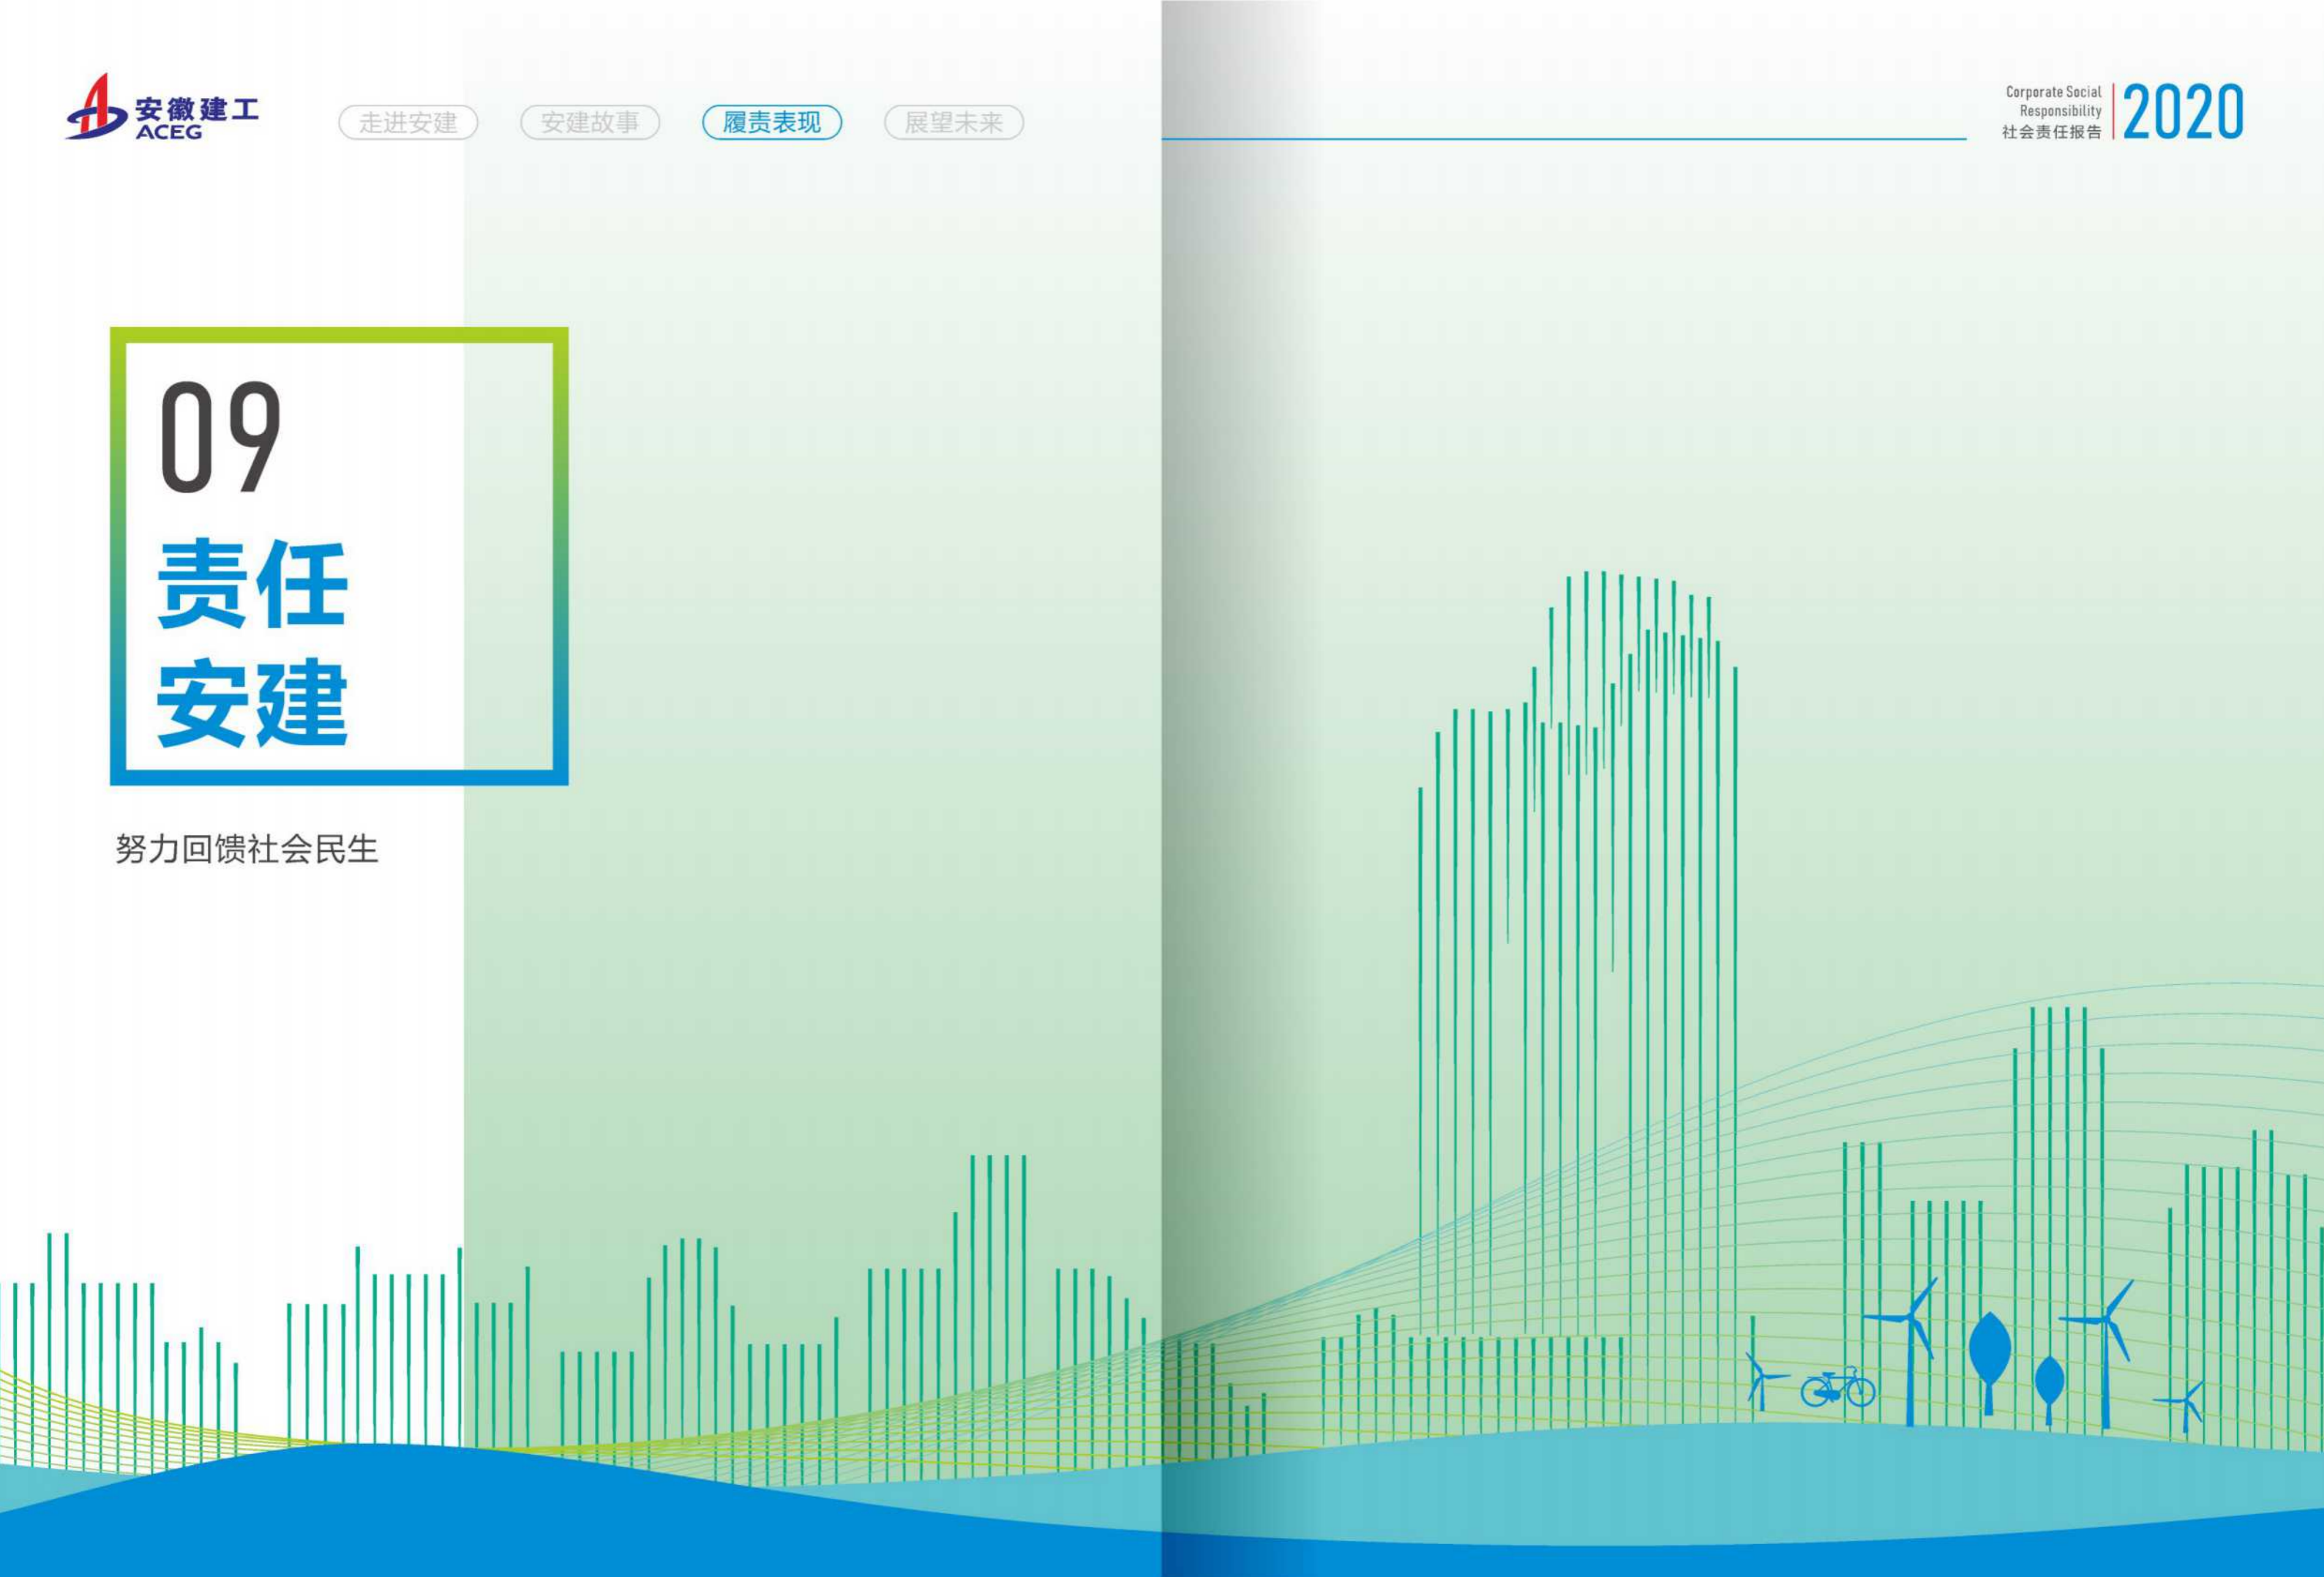 安徽建工
ACEG
走进安建
安建故事
履责表现
展望未来
Corporate Social
Responsibility
社会责任报告
2020
09
责任
安建
努力回馈社会民生